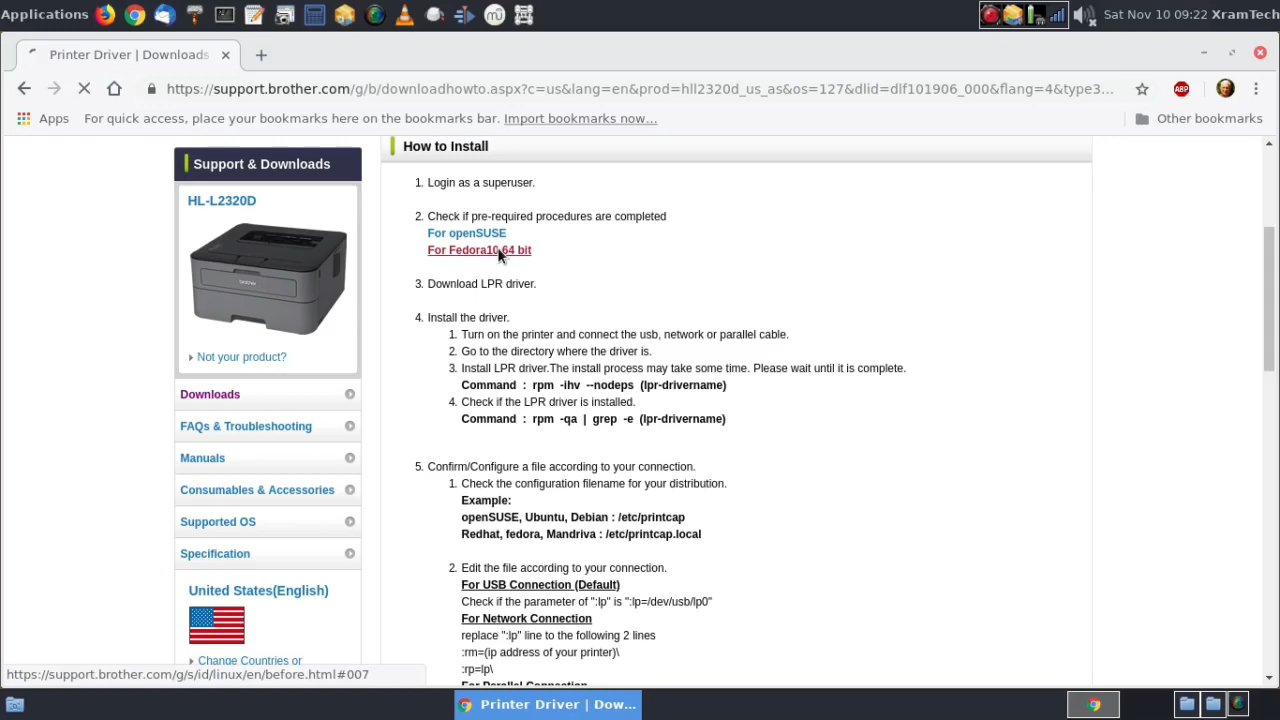 Applications
Sat Nov 10 09:22 XramTech
Printer Driver | Downloads
https://support.brother.com/g/b/downloadhowto.aspx?c=us&lang=en&prod=hll2320d_us_as&os=127&dlid=dlf101906_000&flang=4&type3...
ABP
Apps For quick access, place your bookmarks here on the bookmarks bar. Import bookmarks now…
Other bookmarks
Support & Downloads
HL-L2320D
Not your product?
Downloads
FAQs & Troubleshooting
Manuals
Consumables & Accessories
Supported OS
Specification
United States(English)
Change Countries or
How to Install
1. Login as a superuser.
2. Check if pre-required procedures are completed
For openSUSE
For Fedora10 64 bit
3. Download LPR driver.
4. Install the driver.
1. Turn on the printer and connect the usb, network or parallel cable.
2. Go to the directory where the driver is.
3. Install LPR driver.The install process may take some time. Please wait until it is complete.
Command : rpm -ihv --nodeps (lpr-drivername)
4. Check if the LPR driver is installed.
Command : rpm -qa | grep -e (lpr-drivername)
5. Confirm/Configure a file according to your connection.
1. Check the configuration filename for your distribution.
Example:
openSUSE, Ubuntu, Debian : /etc/printcap
Redhat, fedora, Mandriva : /etc/printcap.local
2. Edit the file according to your connection.
For USB Connection (Default)
Check if the parameter of ":lp" is ":lp=/dev/usb/lp0"
For Network Connection
replace ":lp" line to the following 2 lines
:rm=(ip address of your printer)\
:rp=lp\
For Parallel Connection
https://support.brother.com/g/s/id/linux/en/before.html#007
Printer Driver | Dow...